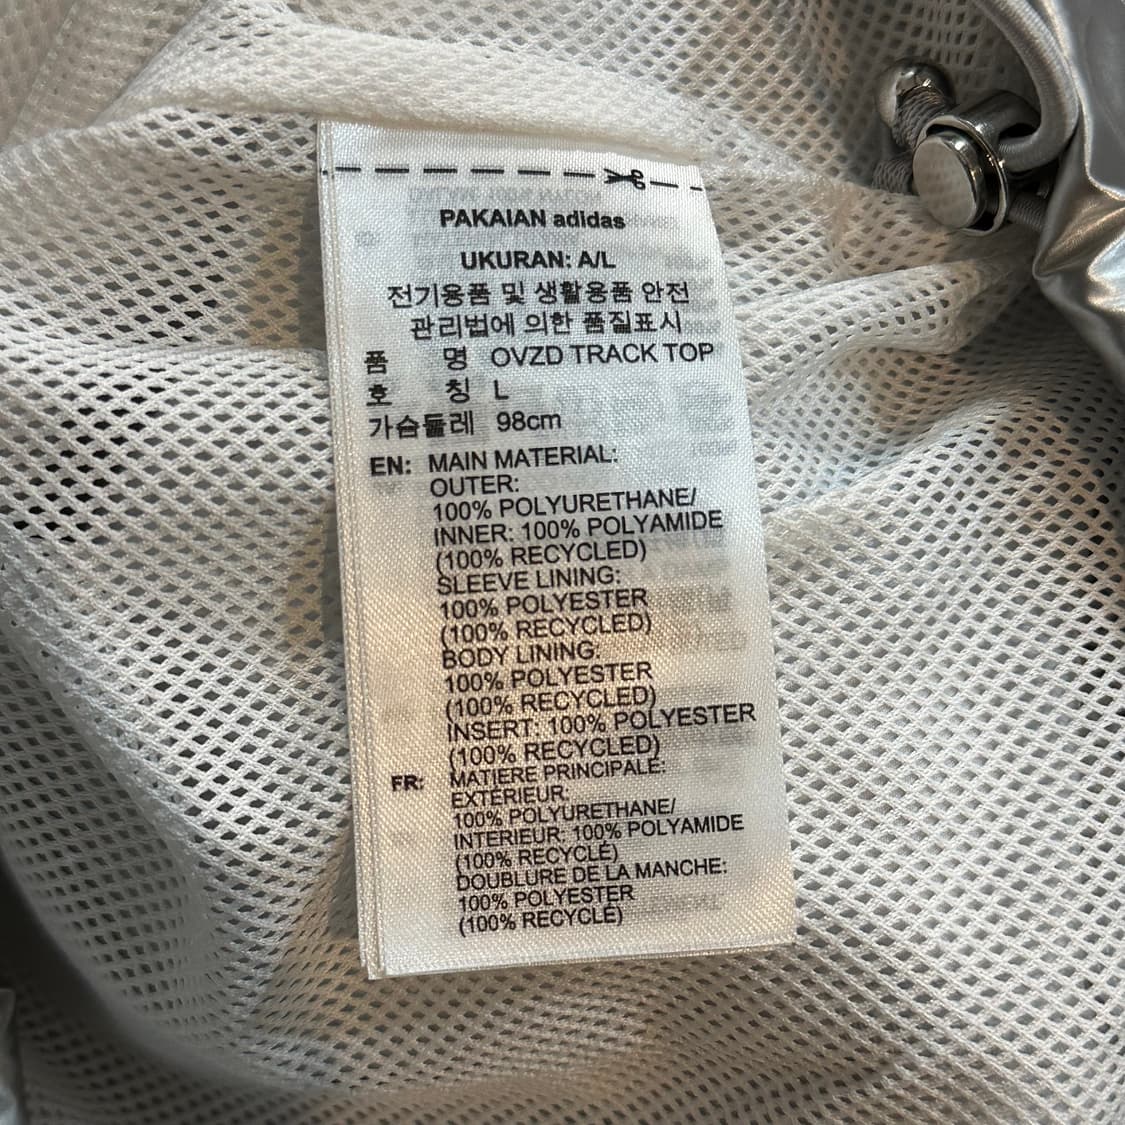 PAKAIAN adidas
UKURAN: A/L
전기용품 및 생활용품 안전
관리법에 의한 품질표시
품 명 OVZD TRACK TOP
호 칭 L
가슴둘레 98cm
EN: MAIN MATERIAL:
OUTER:
100% POLYURETHANE/
INNER: 100% POLYAMIDE
(100% RECYCLED)
SLEEVE LINING:
100% POLYESTER
(100% RECYCLED)
BODY LINING:
100% POLYESTER
(100% RECYCLED)
INSERT: 100% POLYESTER
(100% RECYCLED)
FR: MATIÈRE PRINCIPALE:
EXTÉRIEUR:
100% POLYURETHANE/
INTÉRIEUR: 100% POLYAMIDE
(100% RECYCLÉ)
DOUBLURE DE LA MANCHE:
100% POLYESTER
(100% RECYCLÉ)